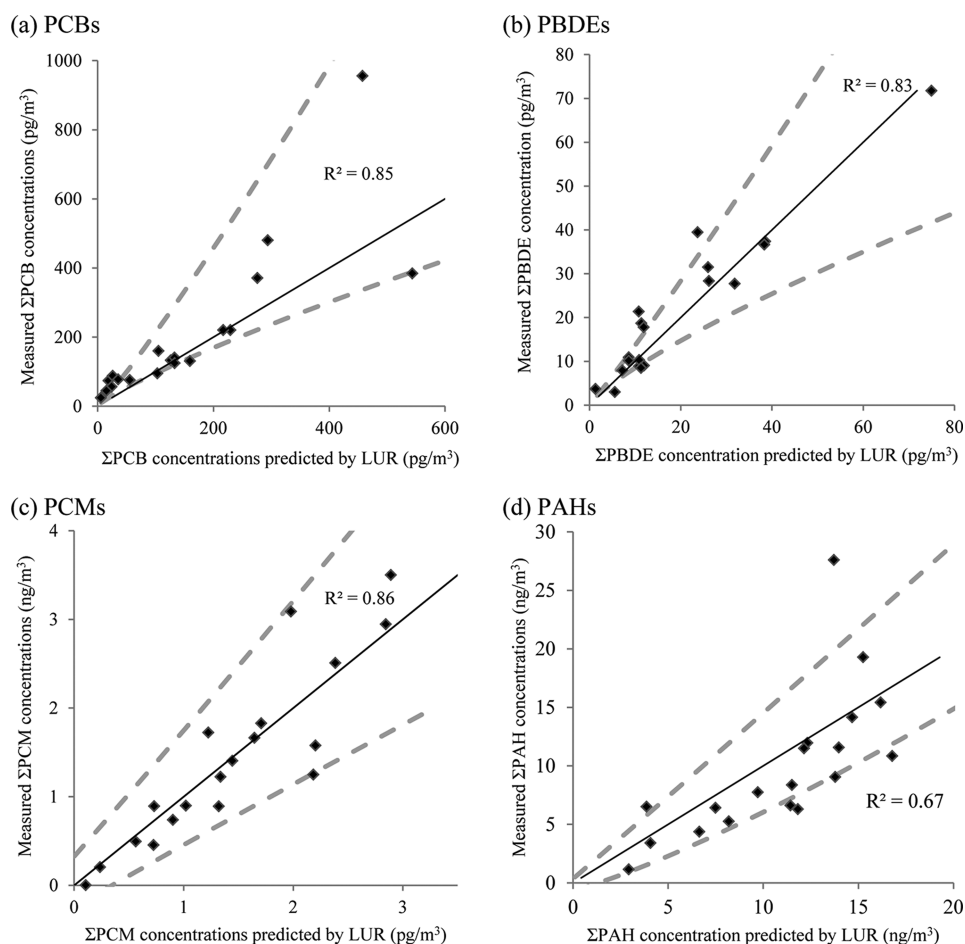 (a) PCBs
Measured ΣPCB concentrations (pg/m³)
1000
800
600
400
200
0
R² = 0.85
0 200 400 600
ΣPCB concentrations predicted by LUR (pg/m³)
(b) PBDEs
Measured ΣPBDE concentration (pg/m³)
80
70
60
50
40
30
20
10
0
R² = 0.83
0 20 40 60 80
ΣPBDE concentration predicted by LUR (pg/m³)
(c) PCMs
Measured ΣPCM concentrations (ng/m³)
4
3
2
1
0
R² = 0.86
0 1 2 3
ΣPCM concentrations predicted by LUR (pg/m³)
(d) PAHs
Measured ΣPAH concentrations (ng/m³)
30
25
20
15
10
5
0
R² = 0.67
0 5 10 15 20
ΣPAH concentrations predicted by LUR (ng/m³)